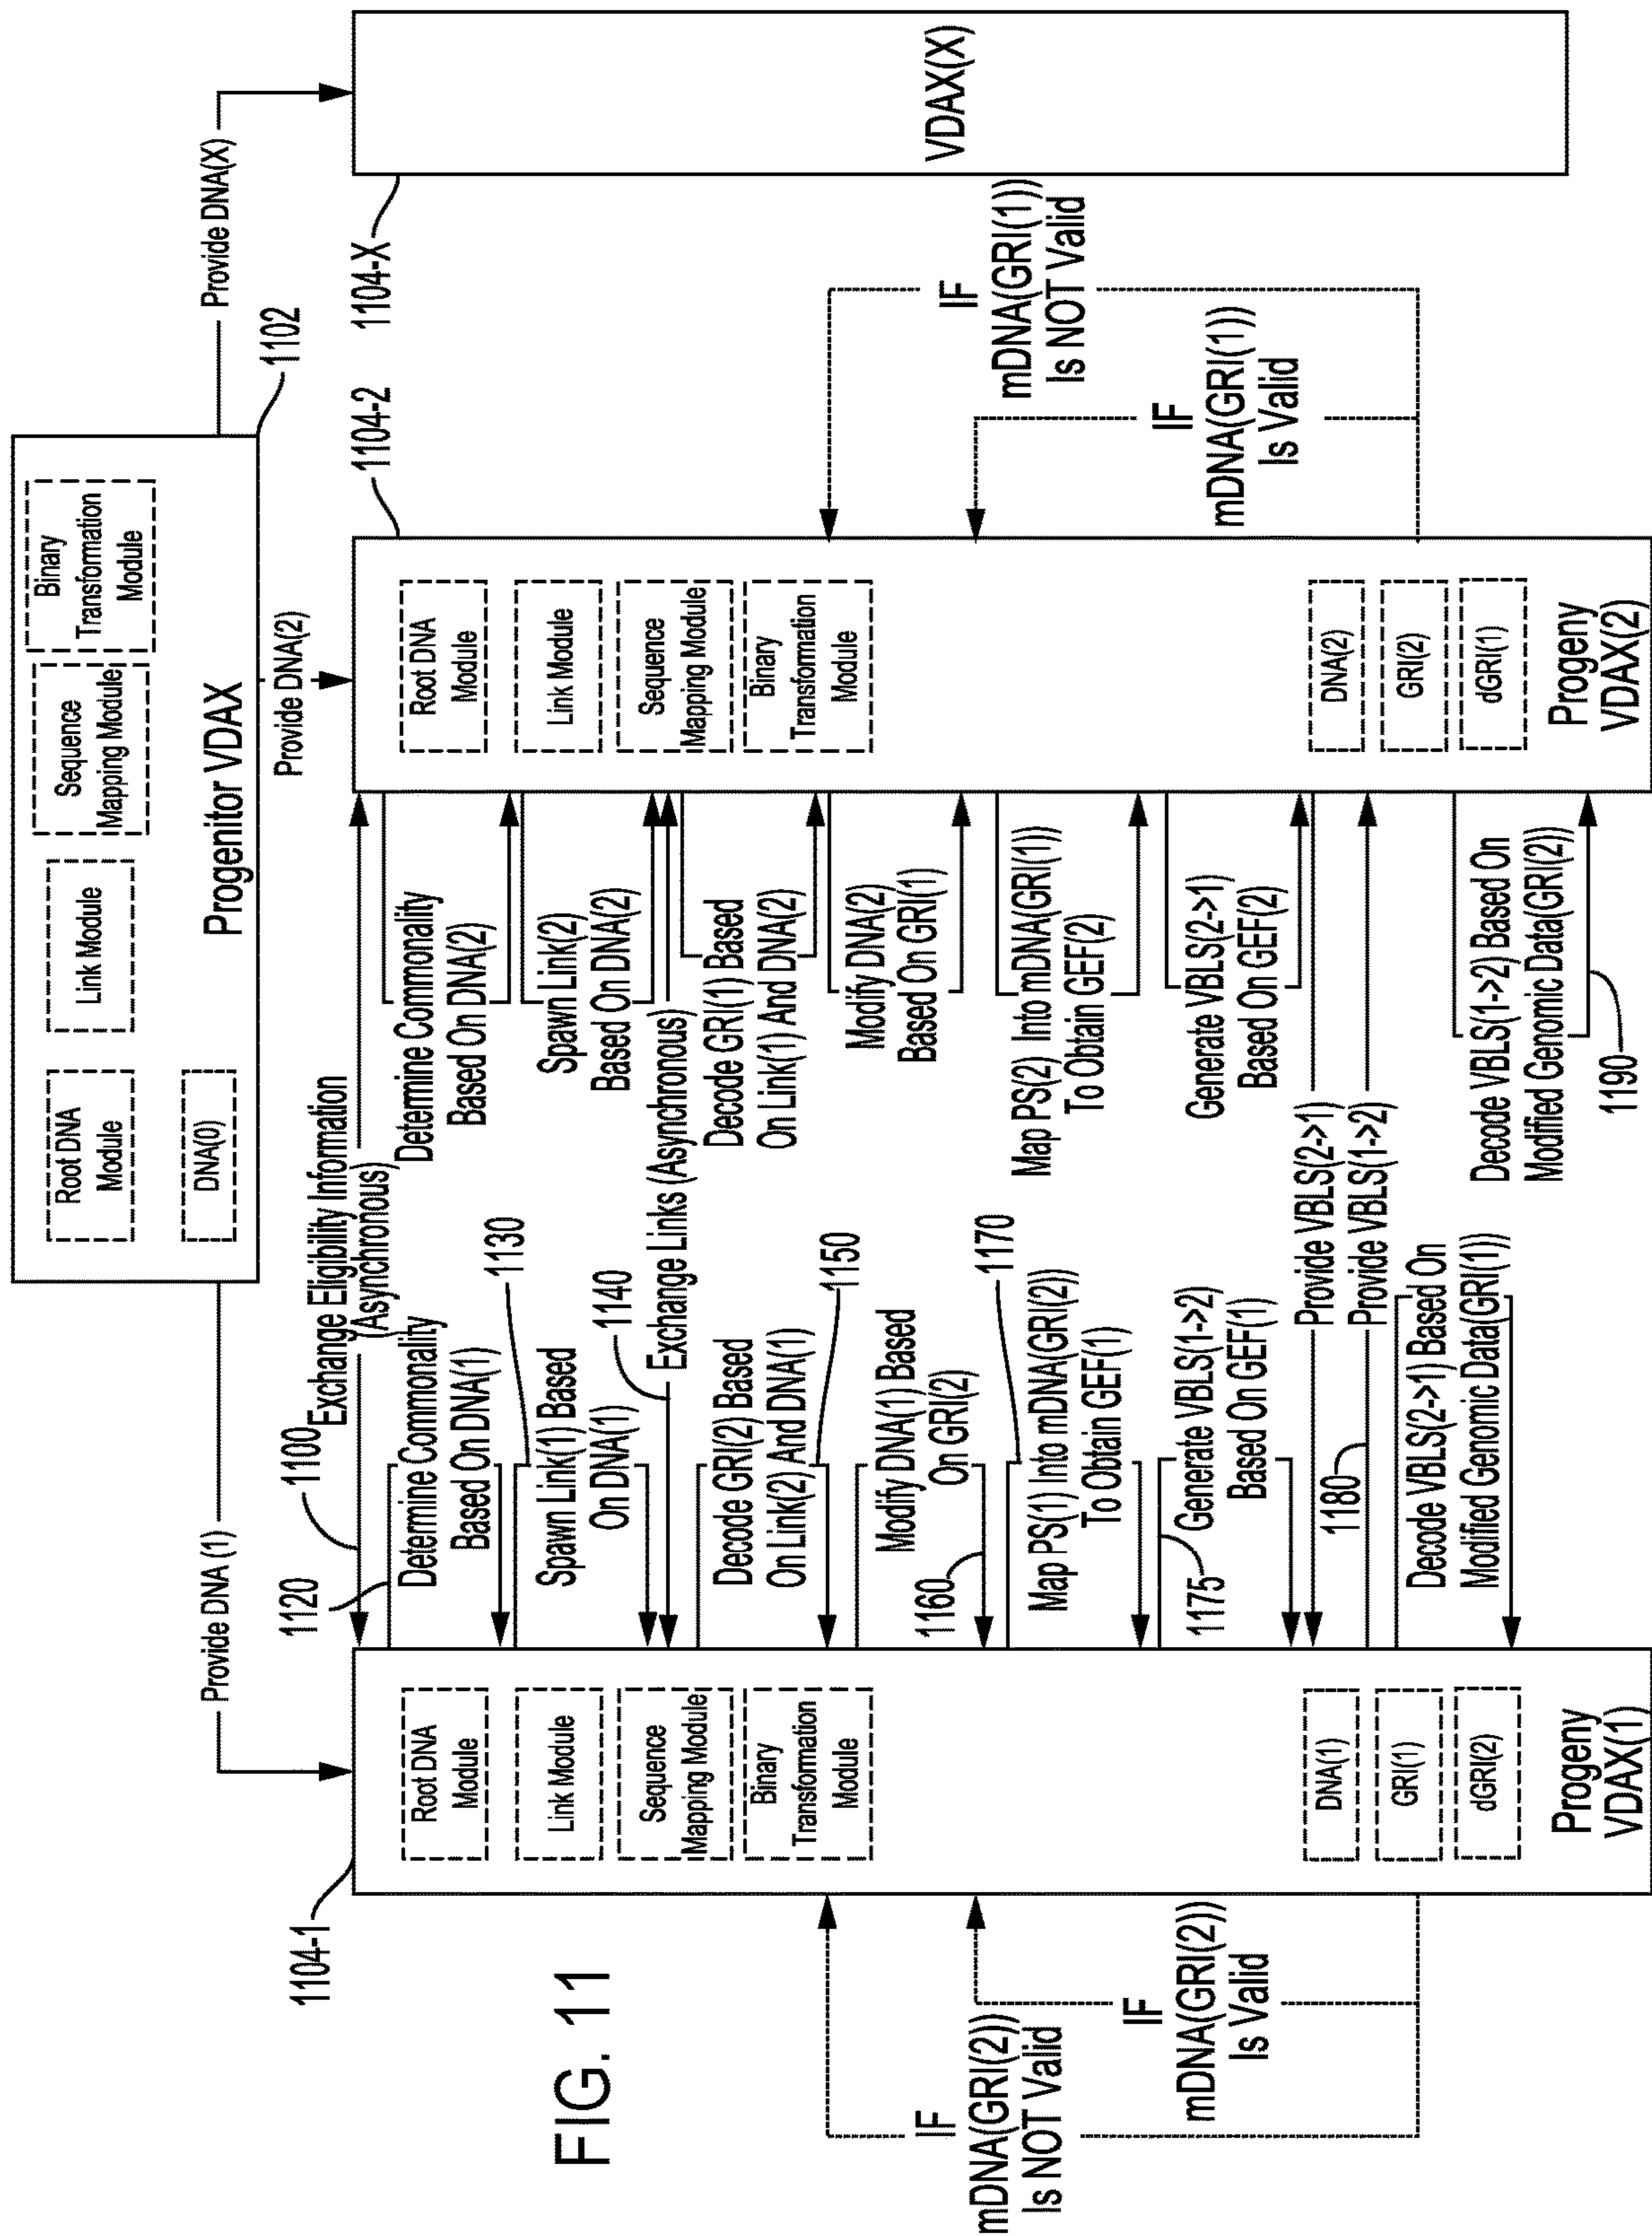 FIG. 11
Root DNA
Module
Link Module
Sequence
Mapping Module
Binary
Transformation
Module
DNA(0)
Progenitor VDAX
1102
Provide DNA (1)
Provide DNA(2)
Provide DNA(X)
1104-1
1104-2
1104-X
1100
Exchange Eligibility Information
(Asynchronous)
1120
Determine Commonality
Based On DNA(1)
1130
Spawn Link(1) Based
On DNA(1)
1140
Exchange Links (Asynchronous)
Decode GRI(2) Based
On Link(2) And DNA(1)
1150
Modify DNA(1) Based
On GRI(2)
1160
1170
Map PS(1) Into mDNA(GRI(2))
To Obtain GEF(1)
1175
Generate VBLS(1->2)
Based On GEF(1)
Provide VBLS(2->1)
Provide VBLS(1->2)
1180
Decode VBLS(2->1) Based On
Modified Genomic Data(GRI(1))
Determine Commonality
Based On DNA(2)
Spawn Link(2)
Based On DNA(2)
Decode GRI(1) Based
On Link(1) And DNA(2)
Modify DNA(2)
Based On GRI(1)
Map PS(2) Into mDNA(GRI(1))
To Obtain GEF(2)
Generate VBLS(2->1)
Based On GEF(2)
Decode VBLS(1->2) Based On
Modified Genomic Data(GRI(2))
1190
Root DNA
Module
Link Module
Sequence
Mapping Module
Binary
Transformation
Module
DNA(1)
GRI(1)
dGRI(2)
Progeny
VDAX(1)
Root DNA
Module
Link Module
Sequence
Mapping Module
Binary
Transformation
Module
DNA(2)
GRI(2)
dGRI(1)
Progeny
VDAX(2)
VDAX(X)
IF
mDNA(GRI(2))
Is NOT Valid
IF
mDNA(GRI(2))
Is Valid
IF
mDNA(GRI(1))
Is NOT Valid
IF
mDNA(GRI(1))
Is Valid